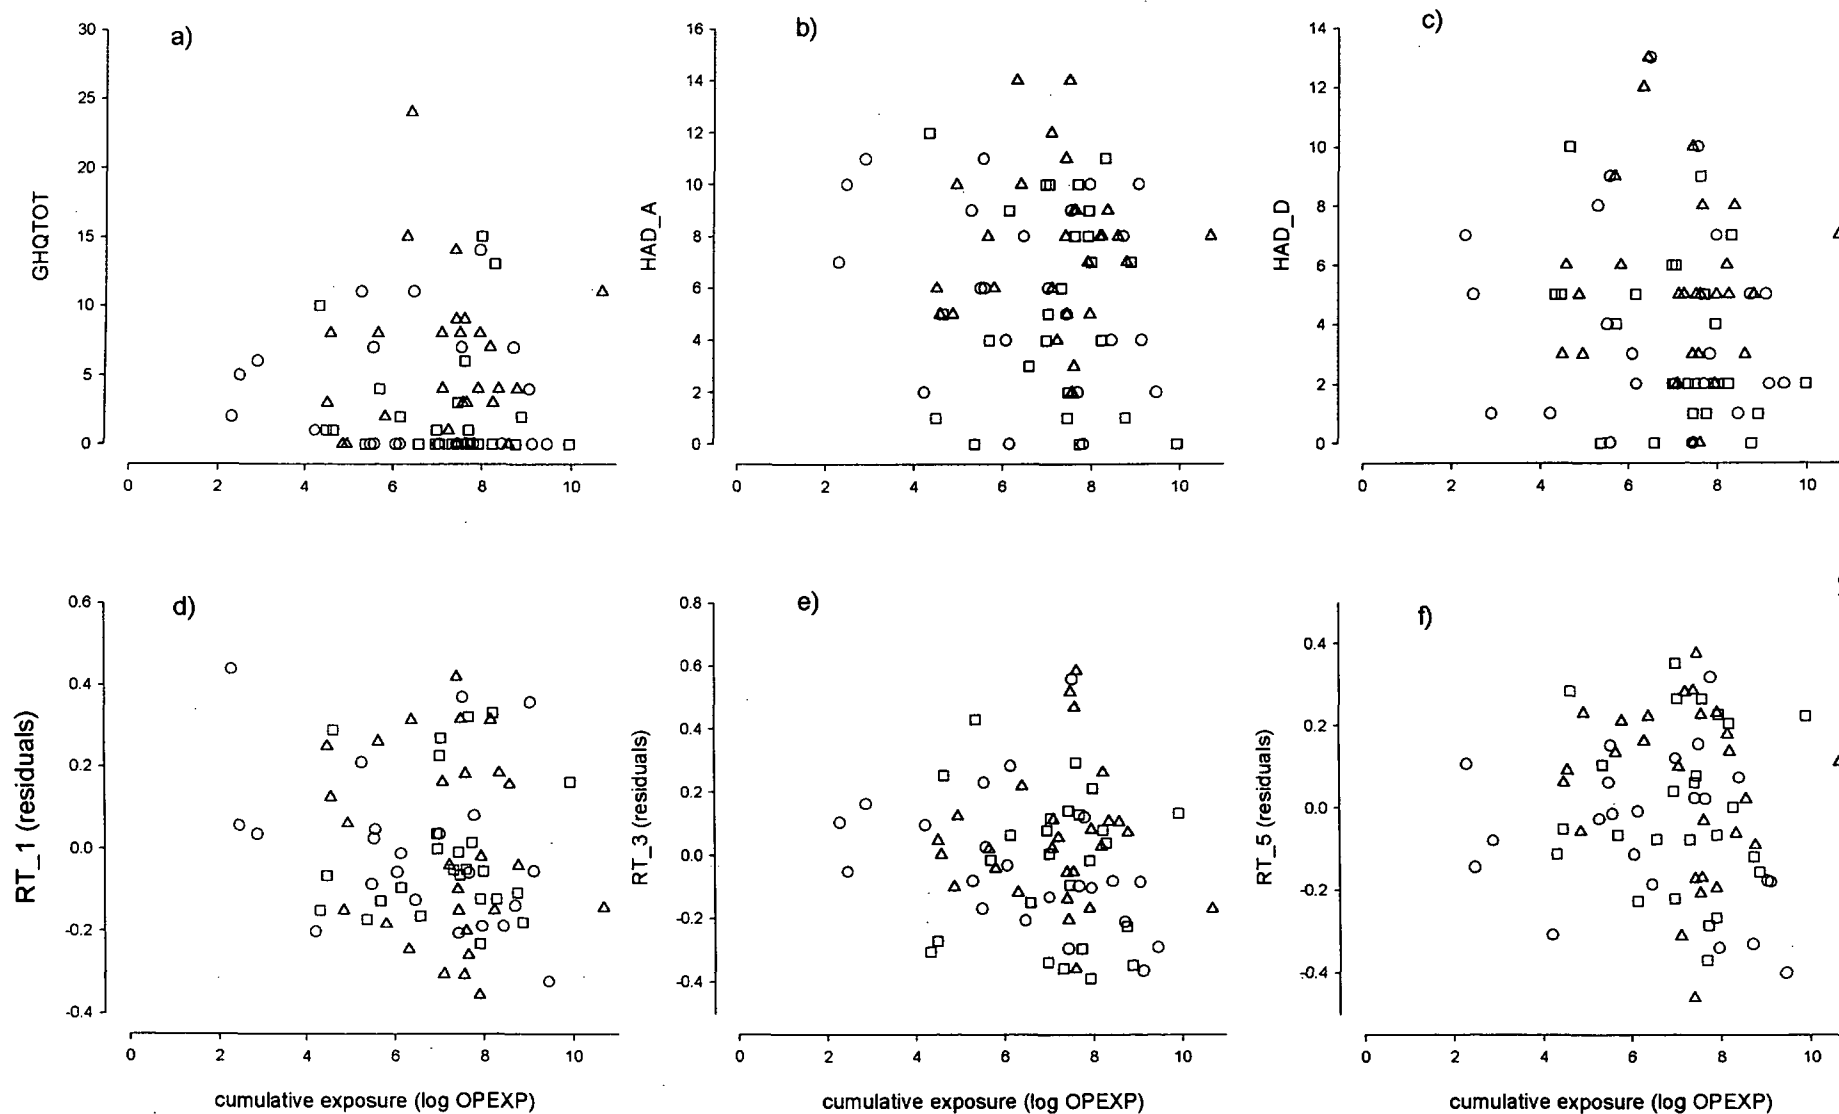 a)
30
25
20
15
10
5
0
GHQTOT
0 2 4 6 8 10
b)
16
14
12
10
8
6
4
2
0
HAD_A
0 2 4 6 8 10
c)
14
12
10
8
6
4
2
0
HAD_D
0 2 4 6 8 10
d)
0.6
0.4
0.2
0.0
-0.2
-0.4
RT_1 (residuals)
0 2 4 6 8 10
cumulative exposure (log OPEXP)
e)
0.8
0.6
0.4
0.2
0.0
-0.2
-0.4
RT_3 (residuals)
0 2 4 6 8 10
cumulative exposure (log OPEXP)
f)
0.4
0.2
0.0
-0.2
-0.4
RT_5 (residuals)
0 2 4 6 8 10
cumulative exposure (log OPEXP)